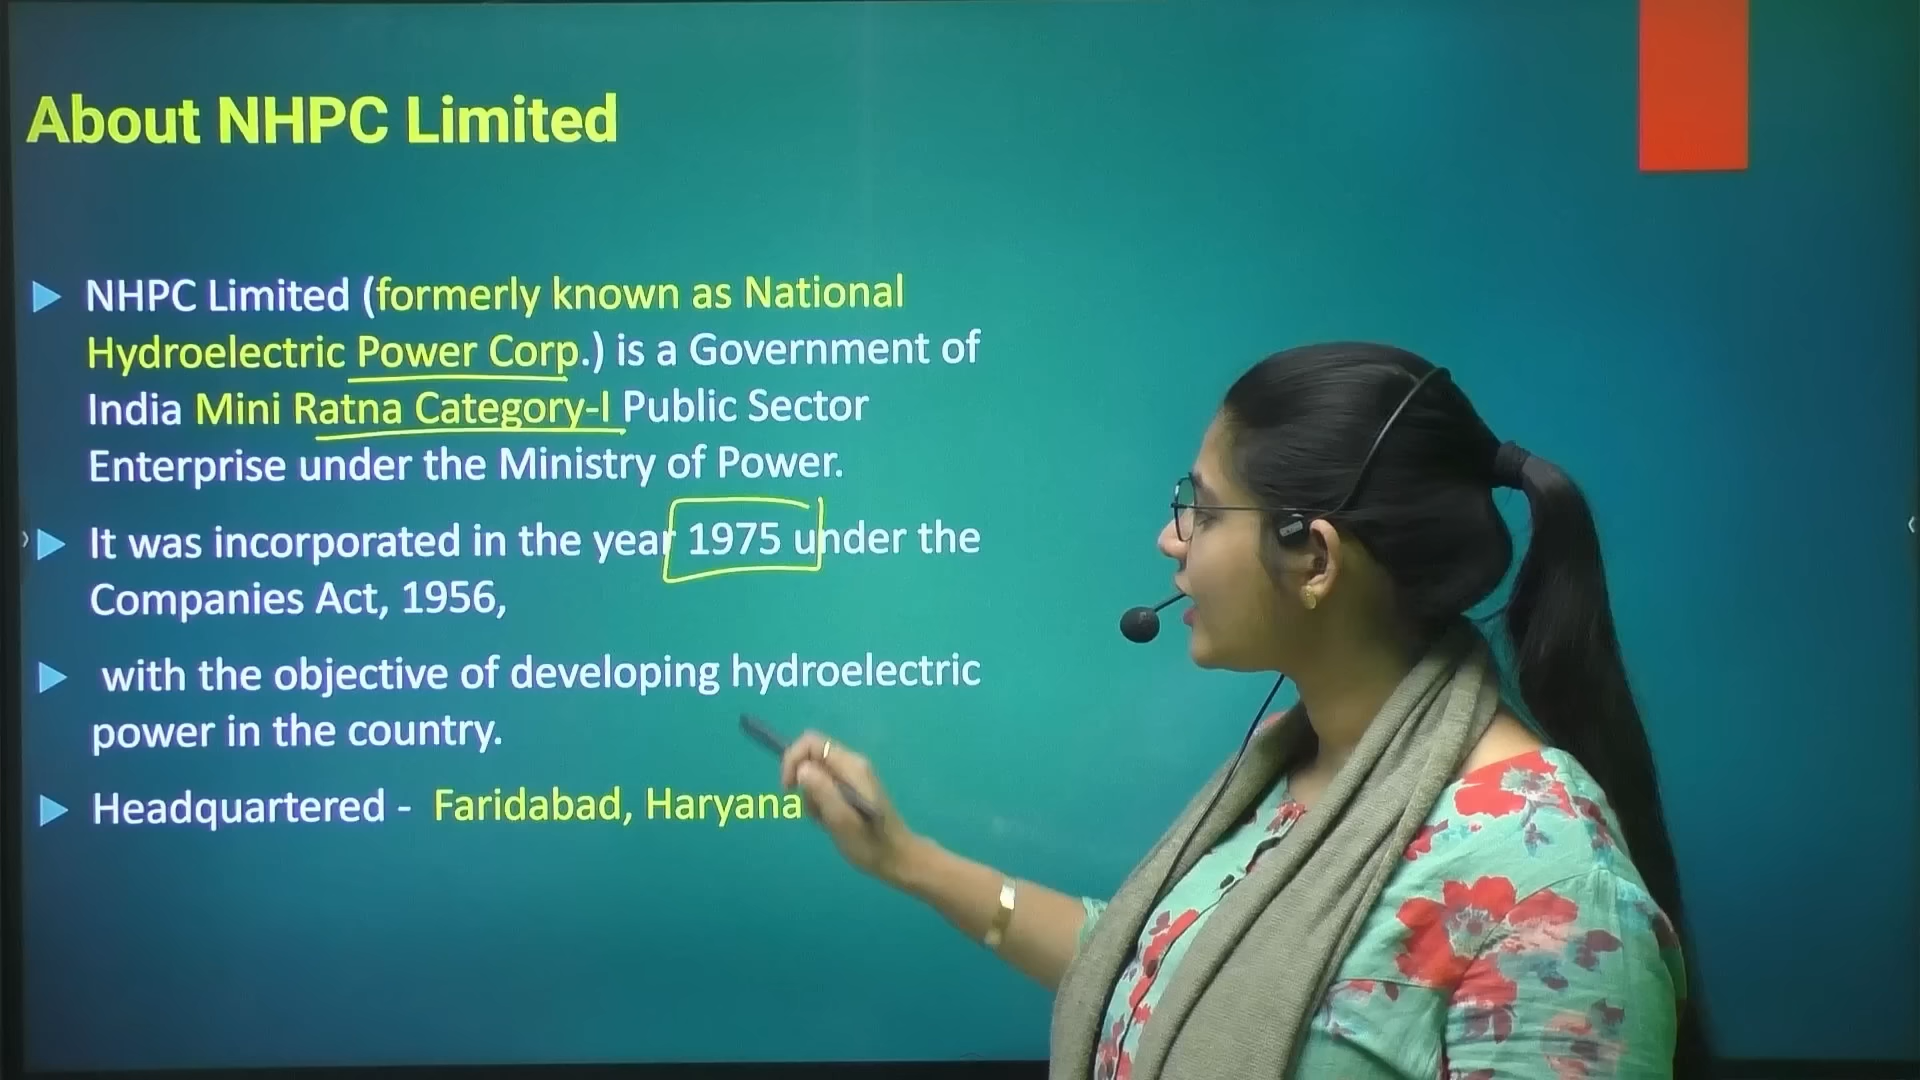 About NHPC Limited
NHPC Limited (formerly known as National
Hydroelectric Power Corp.) is a Government of
India Mini Ratna Category-I Public Sector
Enterprise under the Ministry of Power.
It was incorporated in the year 1975 under the
Companies Act, 1956,
with the objective of developing hydroelectric
power in the country.
Headquartered - Faridabad, Haryana